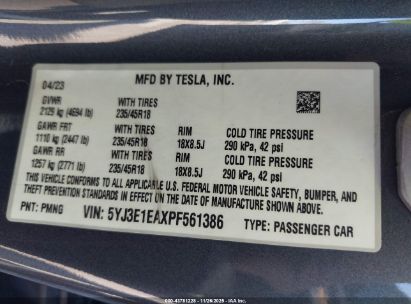 MFD BY TESLA, INC.
04/23
GVWR WITH TIRES
2129 kg (4694 lb) 235/45R18
GAWR FRT WITH TIRES RIM COLD TIRE PRESSURE
1110 kg (2447 lb) 235/45R18 18X8.5J 290 kPa, 42 psi
GAWR RR WITH TIRES RIM COLD TIRE PRESSURE
1257 kg (2771 lb) 235/45R18 18X8.5J 290 kPa, 42 psi
THIS VEHICLE CONFORMS TO ALL APPLICABLE U.S. FEDERAL MOTOR VEHICLE SAFETY, BUMPER, AND
THEFT PREVENTION STANDARDS IN EFFECT ON THE DATE OF MANUFACTURE SHOWN ABOVE.
PNT: PMNG VIN: 5YJ3E1EAXPF561386 TYPE: PASSENGER CAR